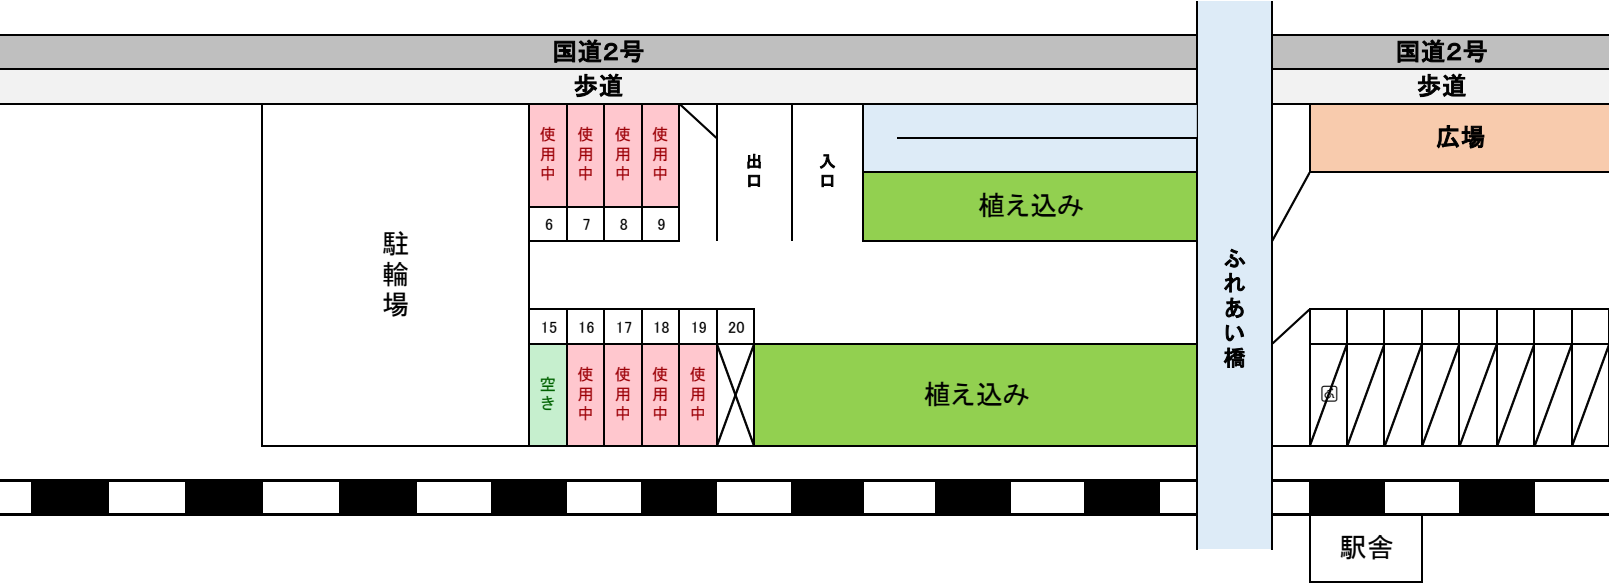 国道2号
国道2号
歩道
歩道
使用中
使用中
使用中
使用中
出口
入口
広場
植え込み
6
7
8
9
駐輪場
ふれあい橋
15
16
17
18
19
20
空き
使用中
使用中
使用中
使用中
植え込み
駅舎